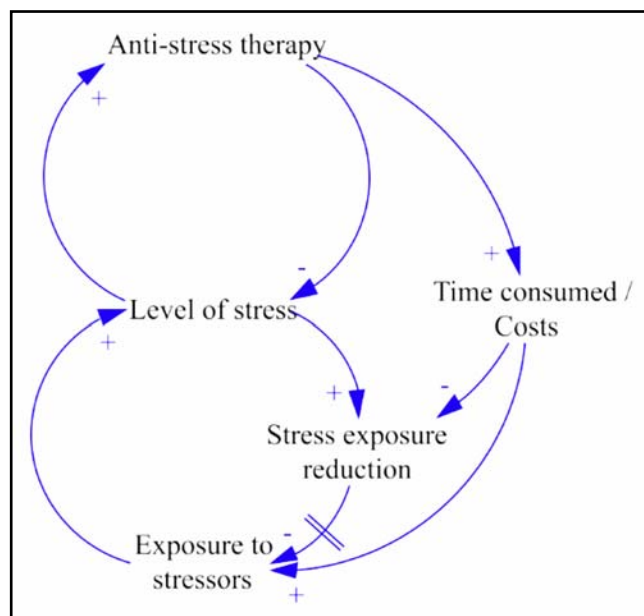 Anti-stress therapy
+
+
-
Time consumed /
Costs
Level of stress
+
+
-
Stress exposure
reduction
-
Exposure to
stressors
+